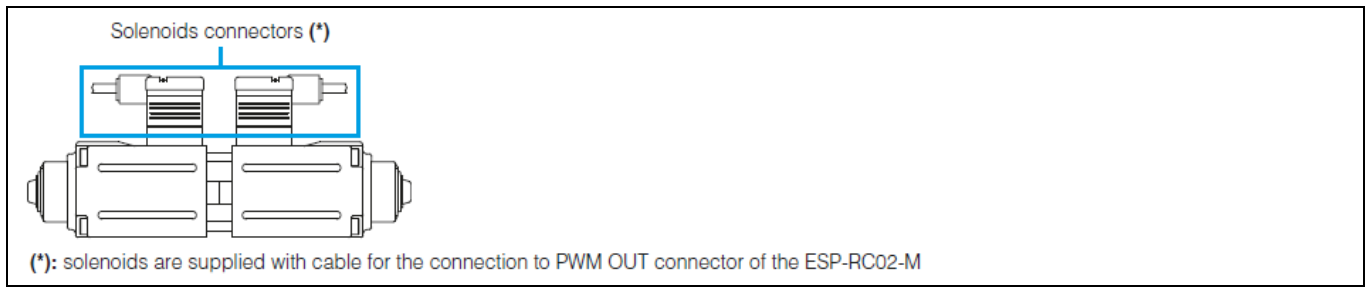 Solenoids connectors (*)
(*): solenoids are supplied with cable for the connection to PWM OUT connector of the ESP-RC02-M